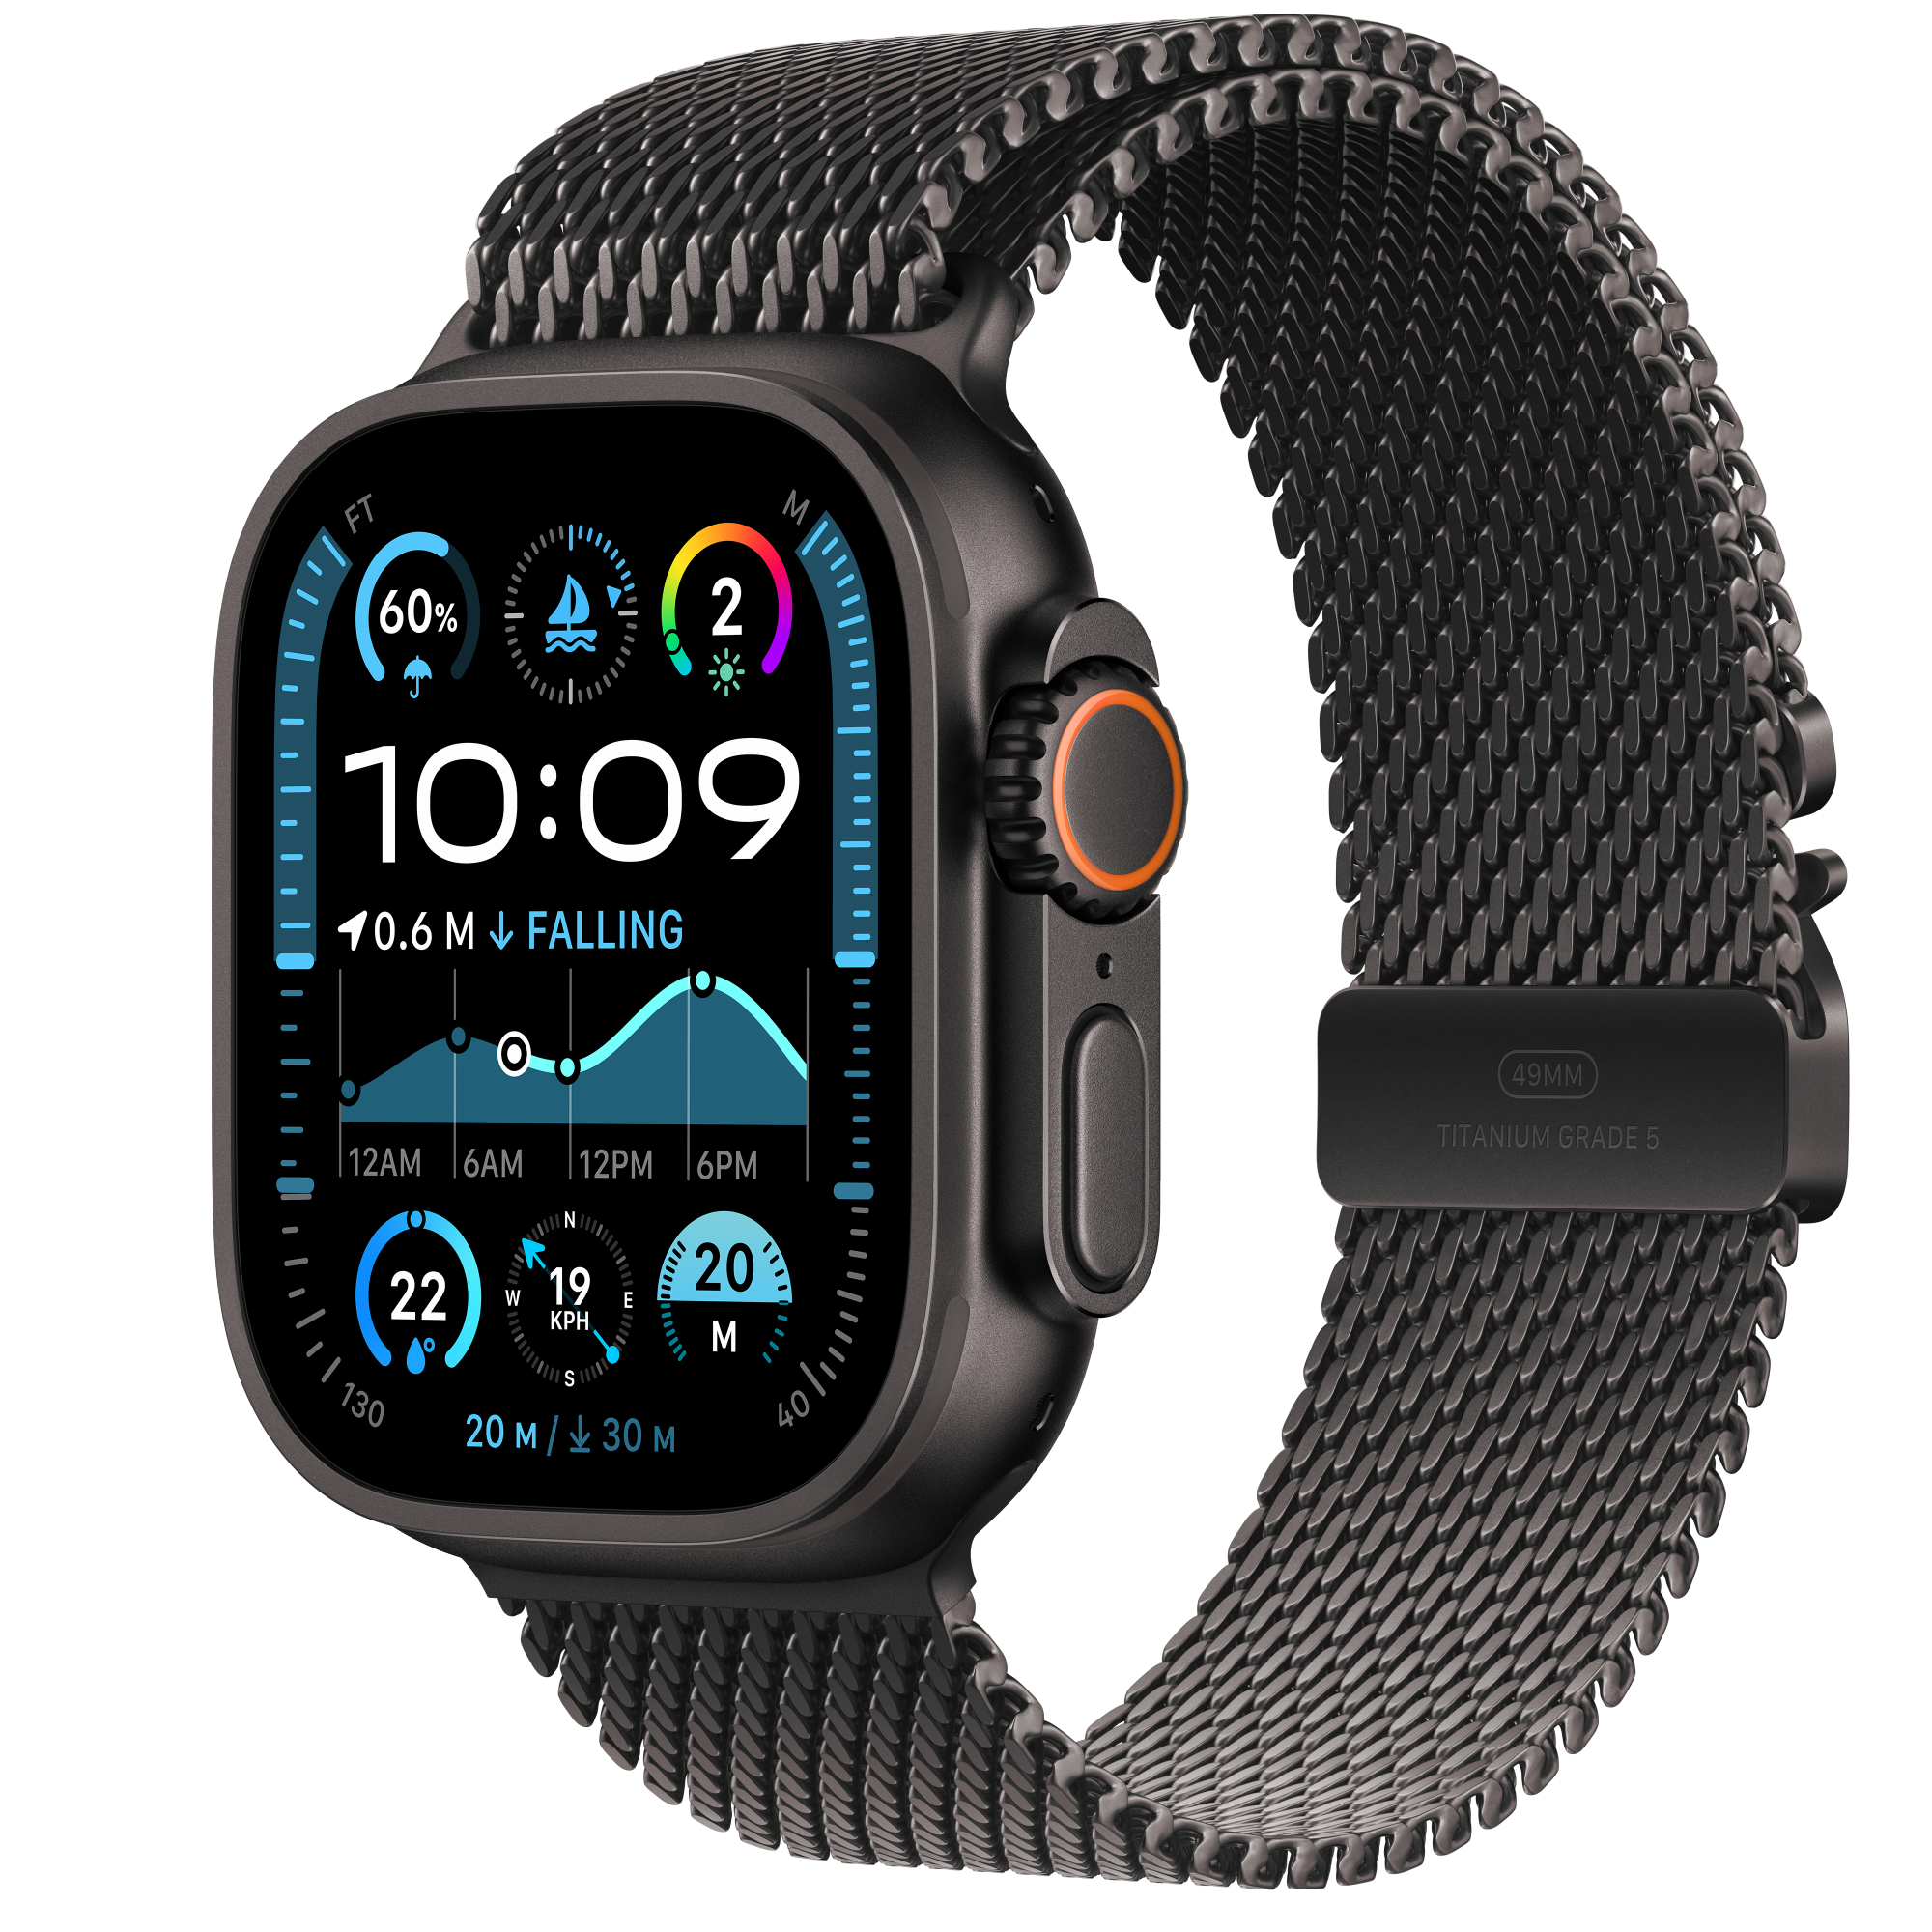 FT
M
60%
2
10:09
0.6 M ↓ FALLING
12AM 6AM 12PM 6PM
22
N
W
E
S
19
KPH
20
M
130
40
20 M / ↓ 30 M
49MM
TITANIUM GRADE 5